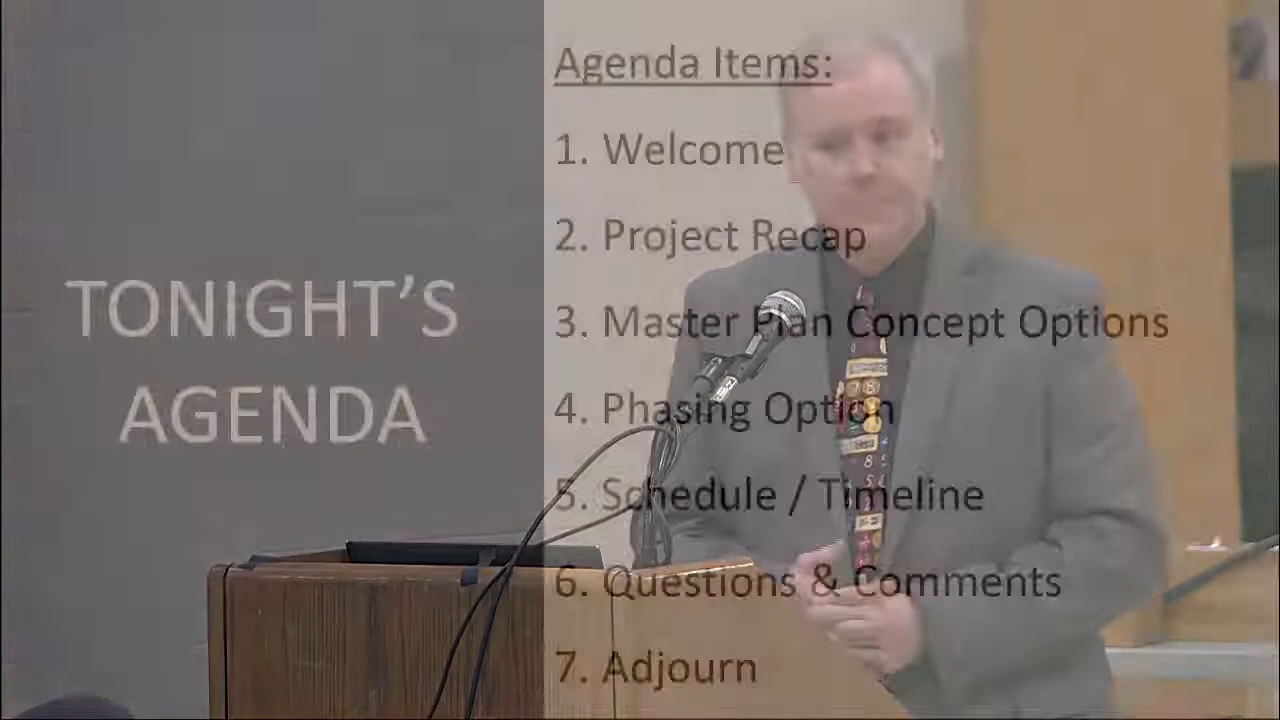 TONIGHT'S
AGENDA
Agenda Items:
1. Welcome
2. Project Recap
3. Master Plan Concept Options
4. Phasing Option
5. Schedule / Timeline
6. Questions & Comments
7. Adjourn